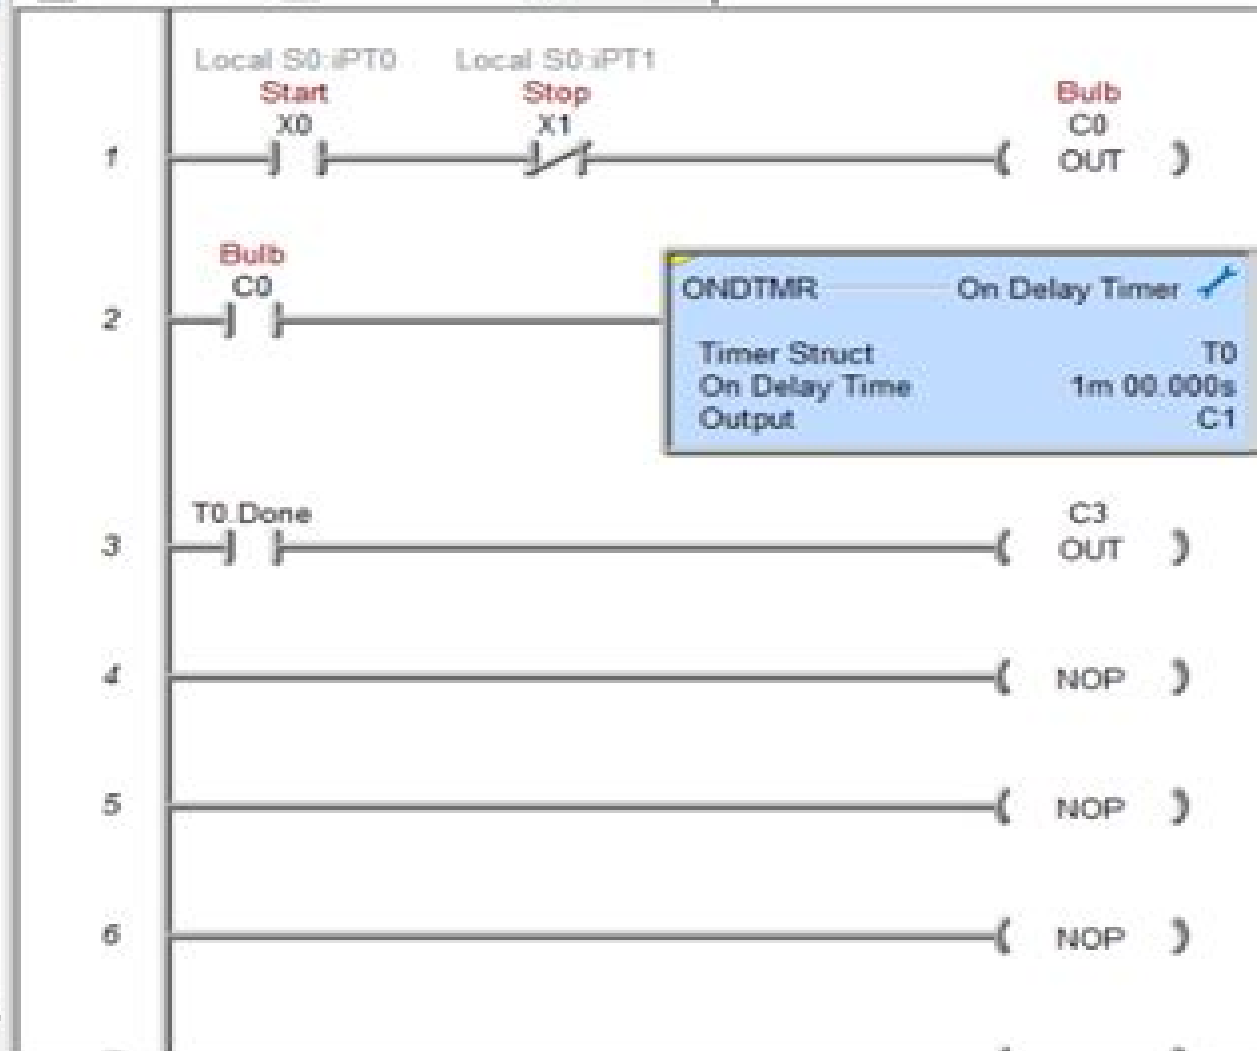 Local S0:iPT0 Local S0:iPT1
Start Stop Bulb
X0 X1 C0
1 OUT
Bulb
C0
2
ONDTMR On Delay Timer
Timer Struct T0
On Delay Time 1m 00.000s
Output C1
T0.Done C3
3 OUT
4 NOP
5 NOP
6 NOP